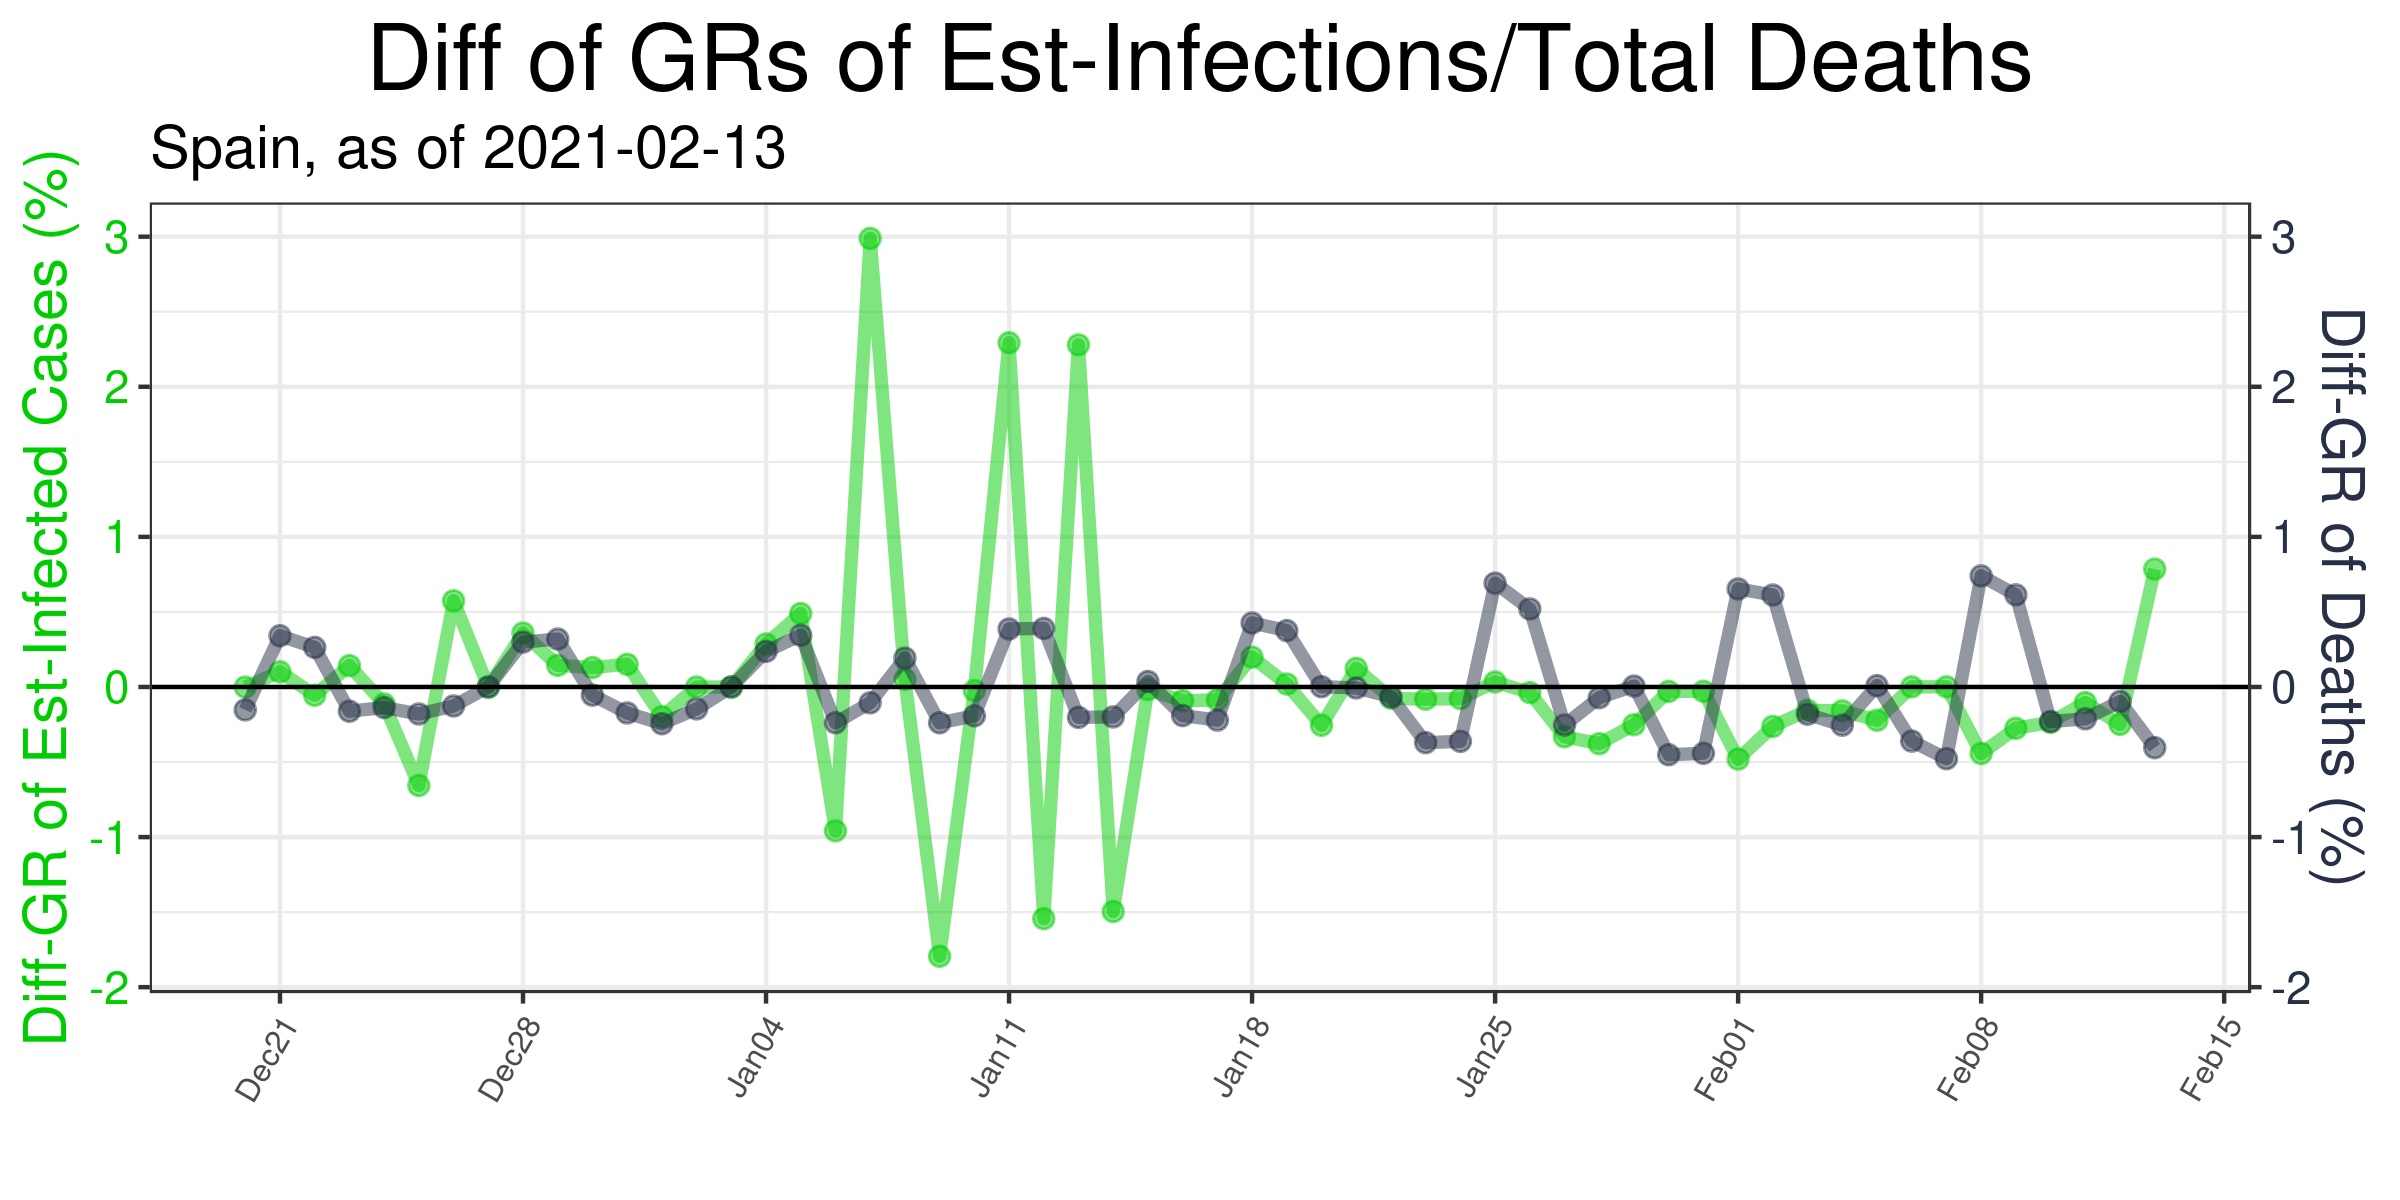 Diff of GRs of Est-Infections/Total Deaths
Spain, as of 2021-02-13
Diff-GR of Est-Infected Cases (%)
3
2
1
0
-1
-2
3
2
1
0
-1
-2
Diff-GR of Deaths (%)
Dec21
Dec28
Jan04
Jan11
Jan18
Jan25
Feb01
Feb08
Feb15